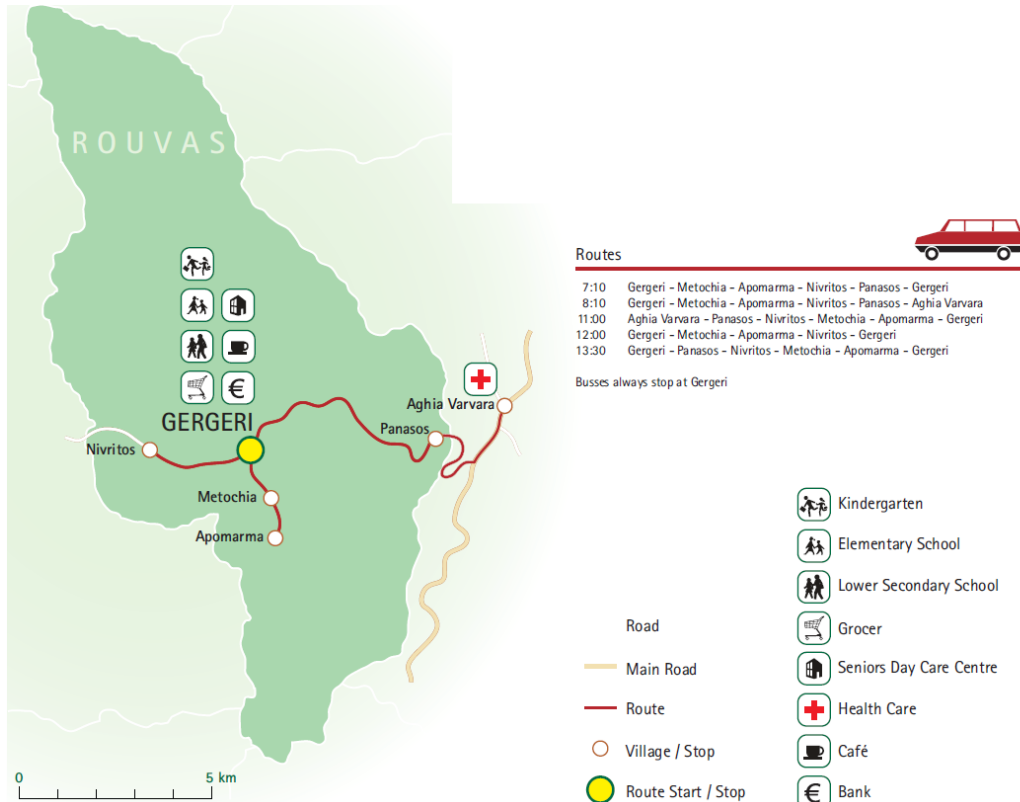 ROUVAS
GERGERI
Nivritos
Metochia
Apomarma
Panasos
Aghia Varvara
0 5 km
Routes
7:10 Gergeri - Metochia - Apomarma - Nivritos - Panasos - Gergeri
8:10 Gergeri - Metochia - Apomarma - Nivritos - Panasos - Aghia Varvara
11:00 Aghia Varvara - Panasos - Nivritos - Metochia - Apomarma - Gergeri
12:00 Gergeri - Metochia - Apomarma - Nivritos - Gergeri
13:30 Gergeri - Panasos - Nivritos - Metochia - Apomarma - Gergeri
Busses always stop at Gergeri
Road
Main Road
Route
Village / Stop
Route Start / Stop
Kindergarten
Elementary School
Lower Secondary School
Grocer
Seniors Day Care Centre
Health Care
Café
€ Bank